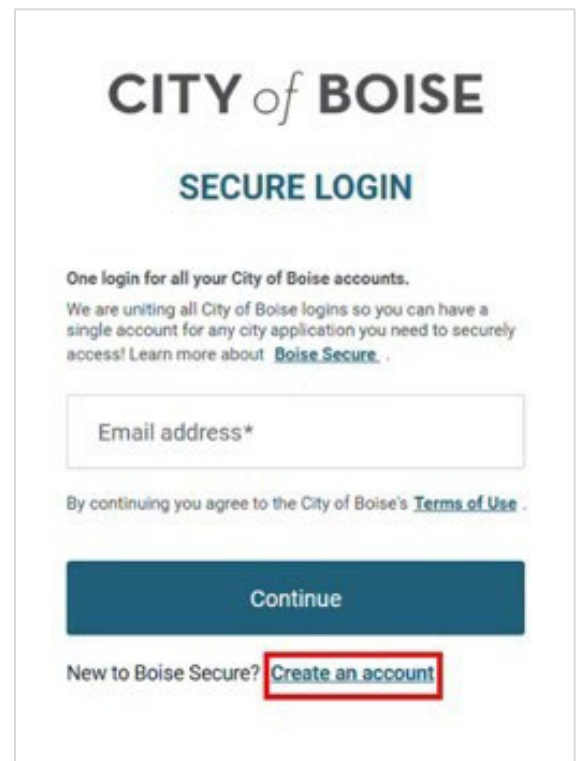 CITY of BOISE
SECURE LOGIN
One login for all your City of Boise accounts.
We are uniting all City of Boise logins so you can have a
single account for any city application you need to securely
access! Learn more about Boise Secure .
Email address*
By continuing you agree to the City of Boise's Terms of Use .
Continue
New to Boise Secure? Create an account